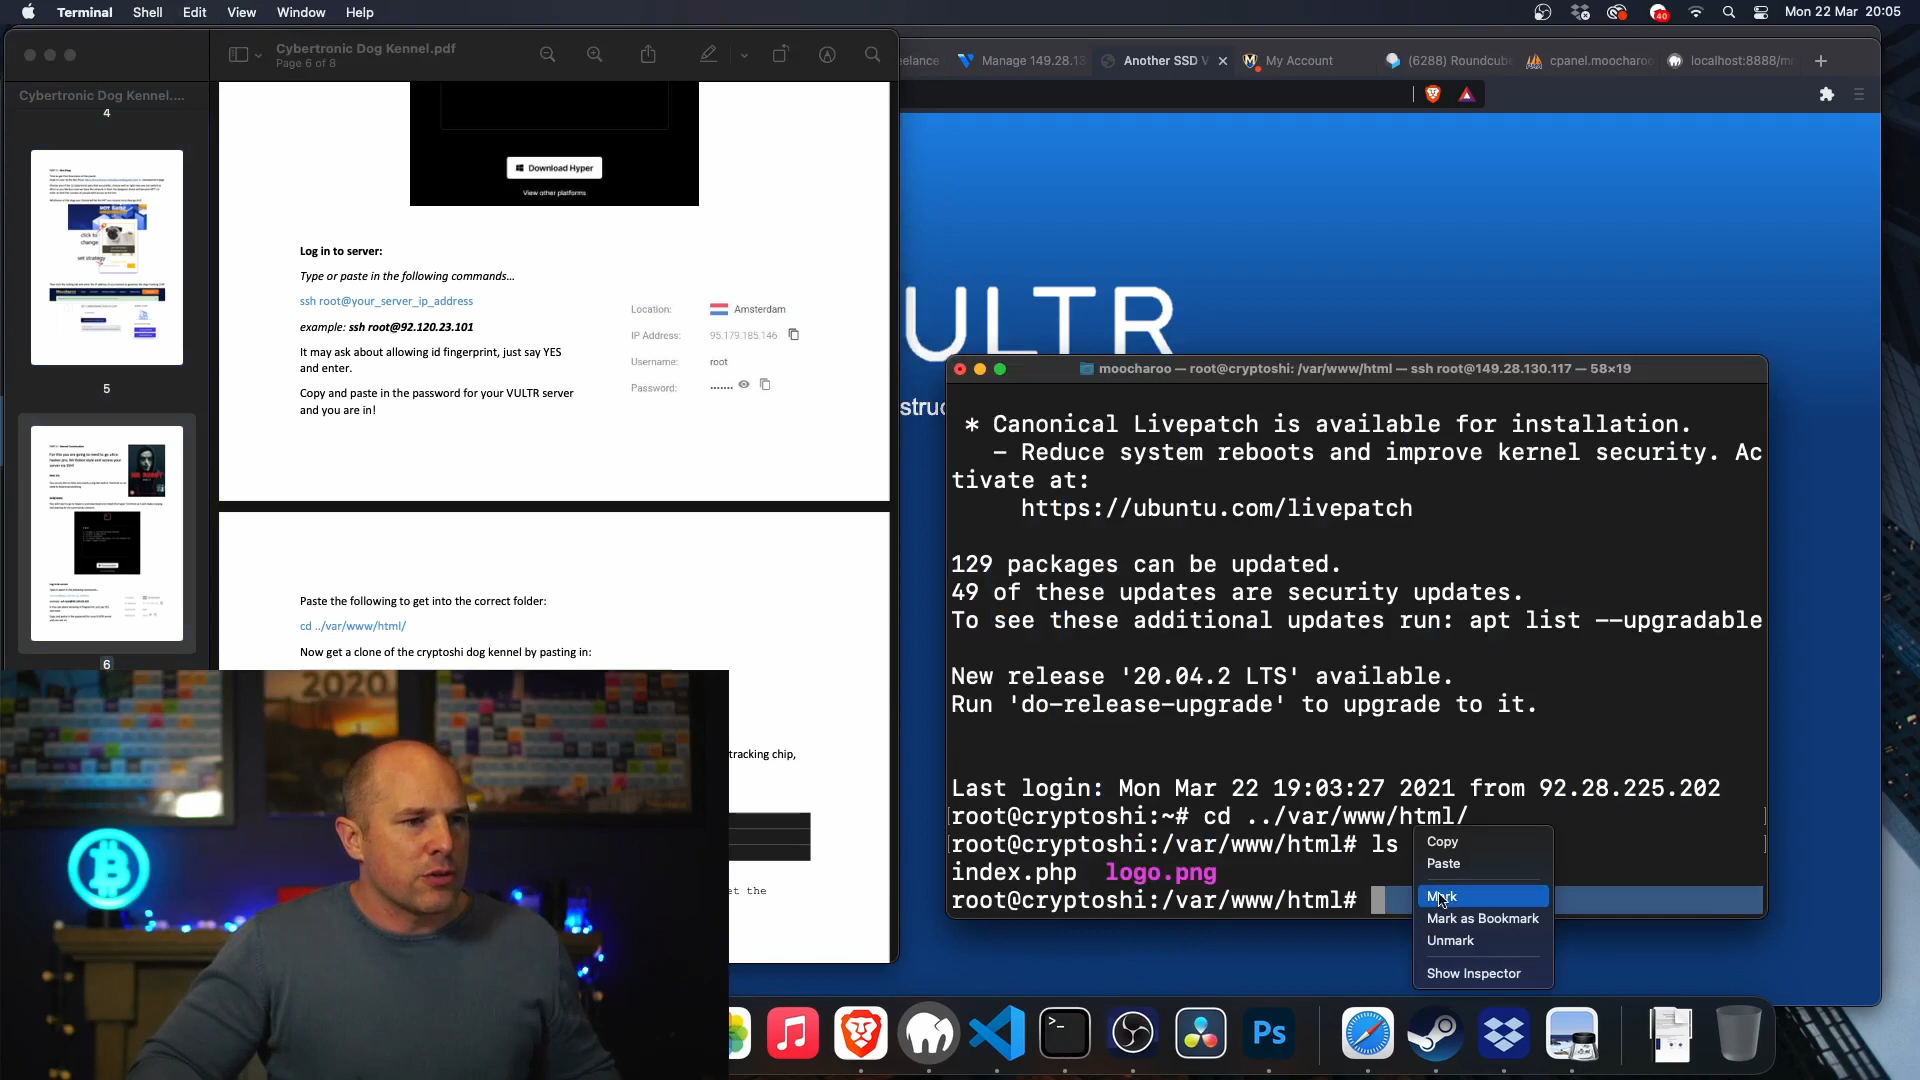 Terminal Shell Edit View Window Help
40
Mon 22 Mar 20:05
Cybertronic Dog Kennel.pdf
Page 6 of 8
Cybertronic Dog Kennel....
4
5
6
eelance
Manage 149.28.13
Another SSD V
My Account
(6288) Roundcub
cpanel.moocharoo
localhost:8888/m
Download Hyper
View other platforms
Log in to server:
Type or paste in the following commands...
ssh root@your_server_ip_address
example: ssh root@92.120.23.101
It may ask about allowing id fingerprint, just say YES
and enter.
Copy and paste in the password for your VULTR server
and you are in!
Location: Amsterdam
IP Address: 95.179.185.146
Username: root
Password: •••••••
Paste the following to get into the correct folder:
cd ../var/www/html/
Now get a clone of the cryptoshi dog kennel by pasting in:
tracking chip,
et the
ULTR
struc
moocharoo — root@cryptoshi: /var/www/html — ssh root@149.28.130.117 — 58×19
* Canonical Livepatch is available for installation.
- Reduce system reboots and improve kernel security. Ac
tivate at:
https://ubuntu.com/livepatch
129 packages can be updated.
49 of these updates are security updates.
To see these additional updates run: apt list --upgradable
New release '20.04.2 LTS' available.
Run 'do-release-upgrade' to upgrade to it.
Last login: Mon Mar 22 19:03:27 2021 from 92.28.225.202
root@cryptoshi:~# cd ../var/www/html/
root@cryptoshi:/var/www/html# ls
index.php logo.png
root@cryptoshi:/var/www/html#
Copy
Paste
Mark
Mark as Bookmark
Unmark
Show Inspector
2020
Ps